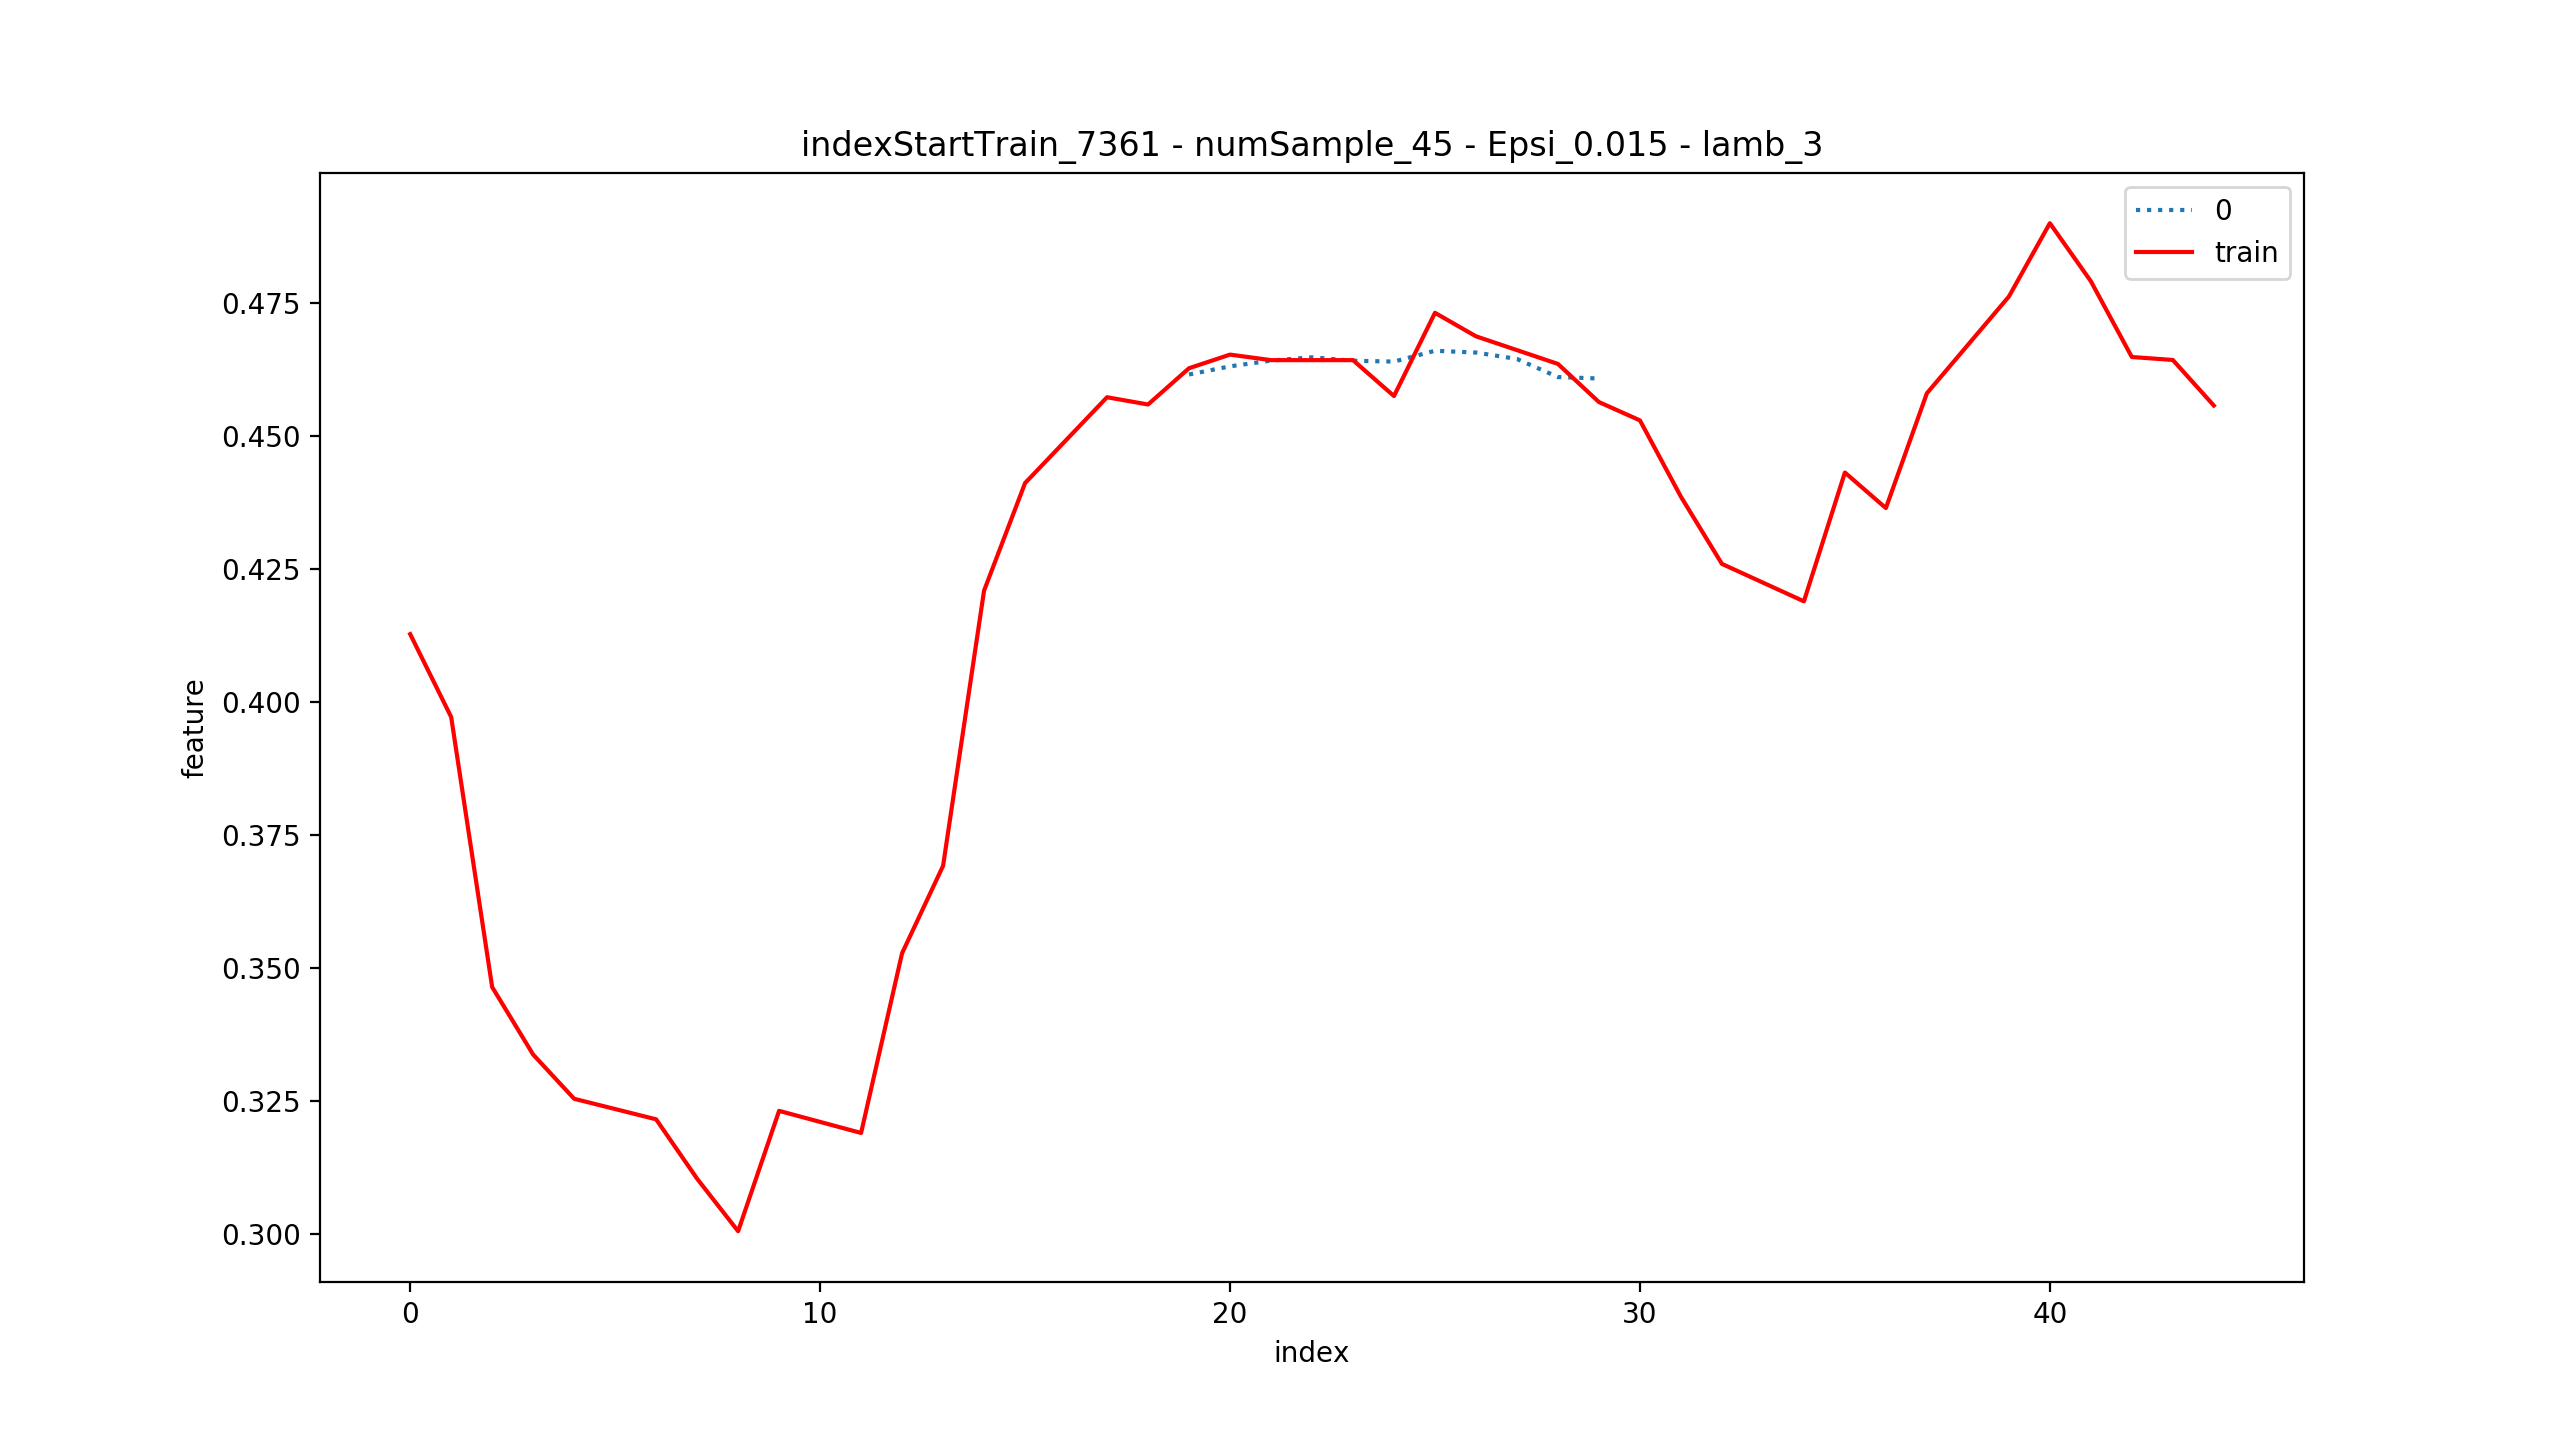 indexStartTrain_7361 - numSample_45 - Epsi_0.015 - lamb_3
0
train
0.475
0.450
0.425
0.400
0.375
0.350
0.325
0.300
feature
0 10 20 30 40
index